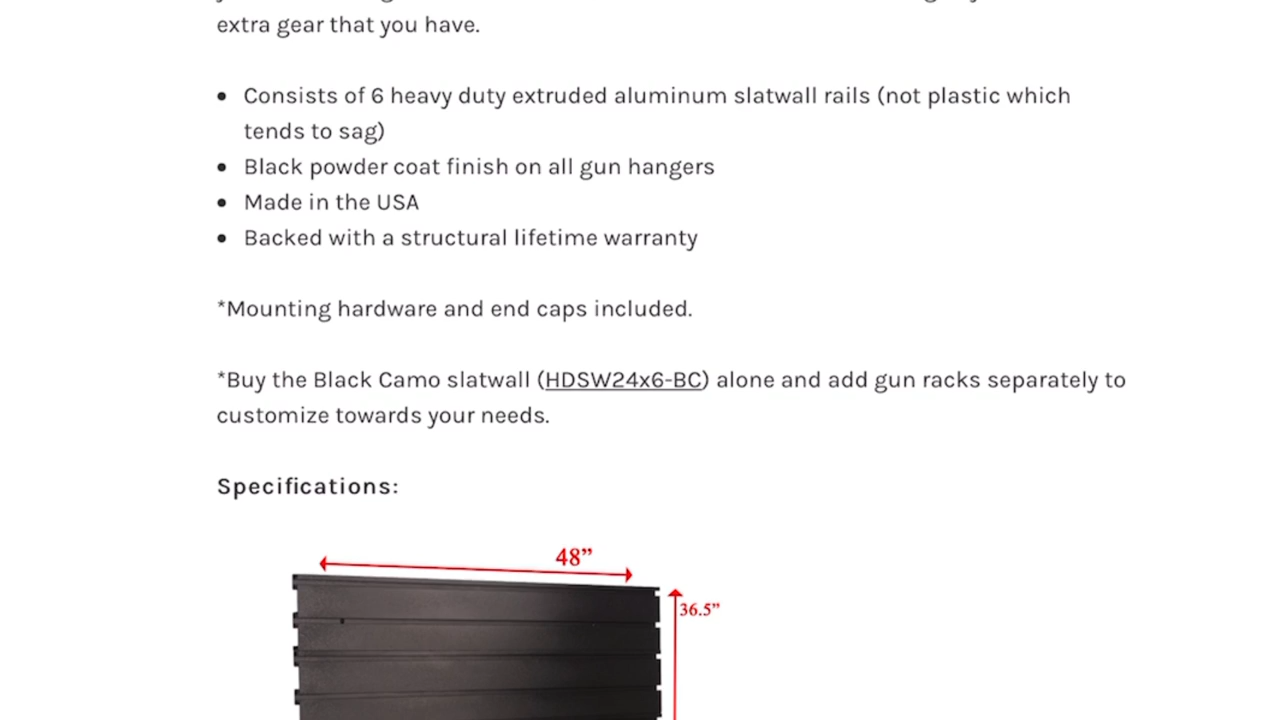 extra gear that you have.
Consists of 6 heavy duty extruded aluminum slatwall rails (not plastic which
tends to sag)
Black powder coat finish on all gun hangers
Made in the USA
Backed with a structural lifetime warranty
*Mounting hardware and end caps included.
*Buy the Black Camo slatwall (HDSW24x6-BC) alone and add gun racks separately to
customize towards your needs.
Specifications:
48”
36.5”